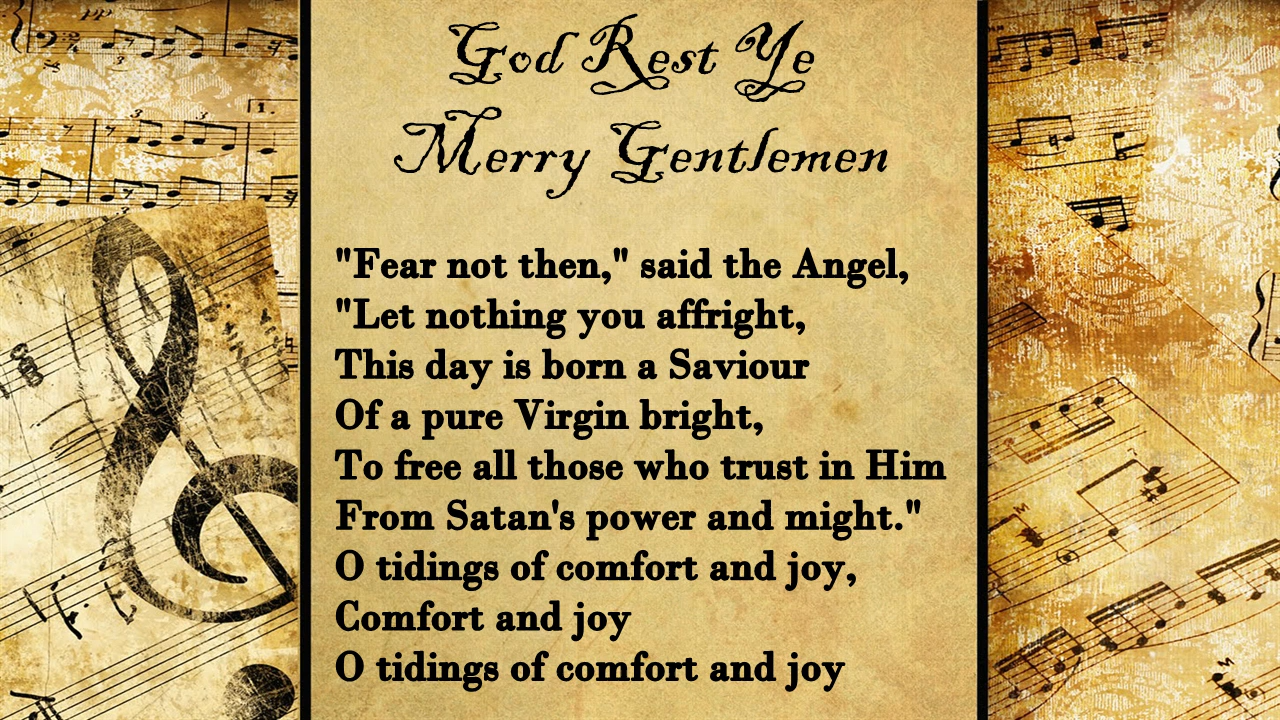 God Rest Ye
Merry Gentlemen
"Fear not then," said the Angel,
"Let nothing you affright,
This day is born a Saviour
Of a pure Virgin bright,
To free all those who trust in Him
From Satan's power and might."
O tidings of comfort and joy,
Comfort and joy
O tidings of comfort and joy